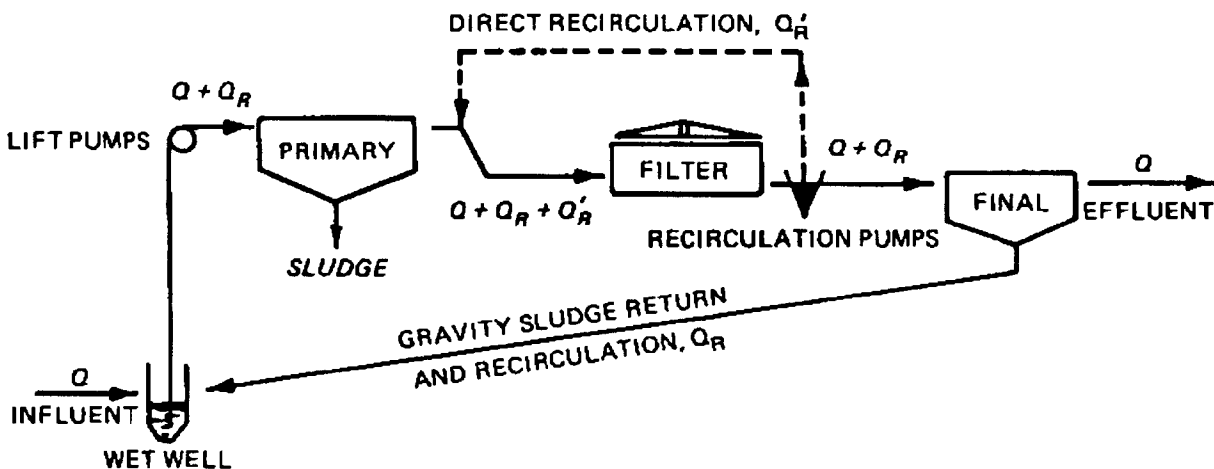 DIRECT RECIRCULATION, Q'R
Q + QR
LIFT PUMPS
PRIMARY
FILTER
Q + QR
Q
FINAL
EFFLUENT
Q + QR + Q'R
RECIRCULATION PUMPS
SLUDGE
GRAVITY SLUDGE RETURN
AND RECIRCULATION, QR
Q
INFLUENT
WET WELL